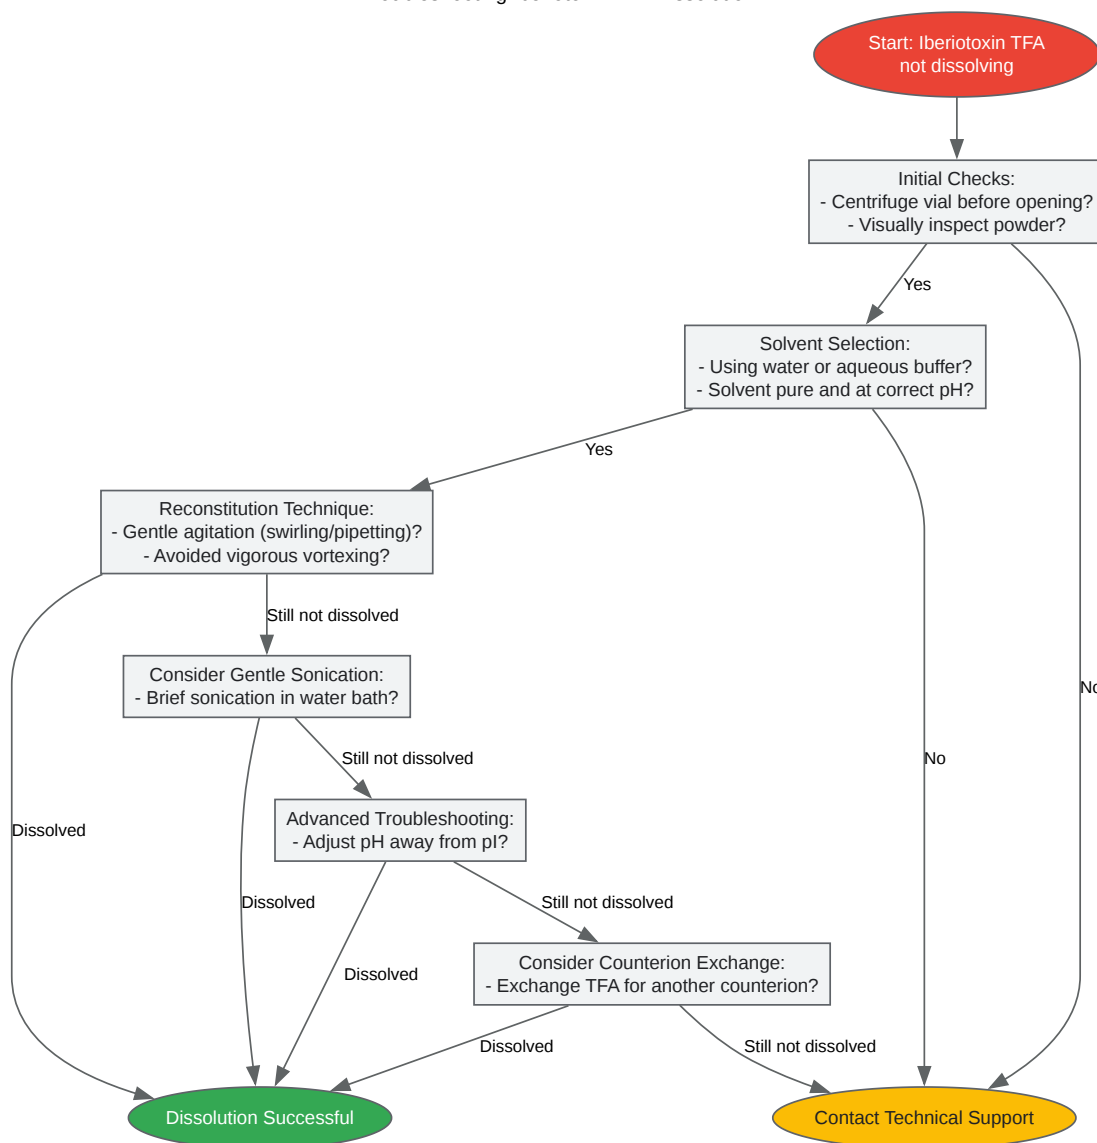 Start: Iberiotoxin TFA
not dissolving
Initial Checks:
- Centrifuge vial before opening?
- Visually inspect powder?
Yes
Solvent Selection:
- Using water or aqueous buffer?
- Solvent pure and at correct pH?
Yes
Reconstitution Technique:
- Gentle agitation (swirling/pipetting)?
- Avoided vigorous vortexing?
Still not dissolved
Consider Gentle Sonication:
- Brief sonication in water bath?
No
Still not dissolved
No
Advanced Troubleshooting:
- Adjust pH away from pI?
Dissolved
Dissolved
Still not dissolved
Consider Counterion Exchange:
- Exchange TFA for another counterion?
Dissolved
Dissolved
Still not dissolved
Dissolution Successful
Contact Technical Support